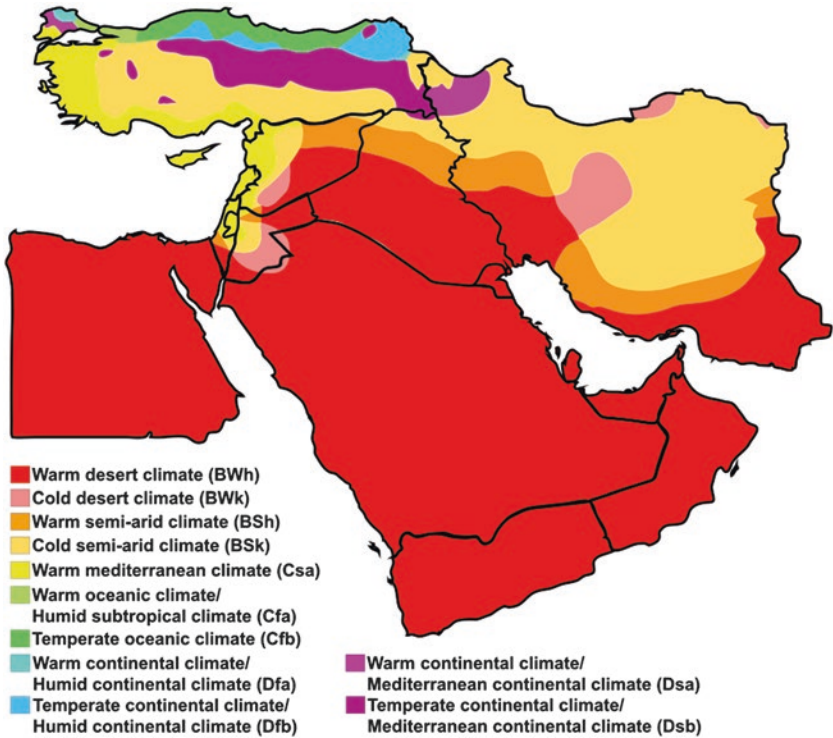 Warm desert climate (BWh)
Cold desert climate (BWk)
Warm semi-arid climate (BSh)
Cold semi-arid climate (BSk)
Warm mediterranean climate (Csa)
Warm oceanic climate/
Humid subtropical climate (Cfa)
Temperate oceanic climate (Cfb)
Warm continental climate/
Humid continental climate (Dfa)
Temperate continental climate/
Humid continental climate (Dfb)
Warm continental climate/
Mediterranean continental climate (Dsa)
Temperate continental climate/
Mediterranean continental climate (Dsb)